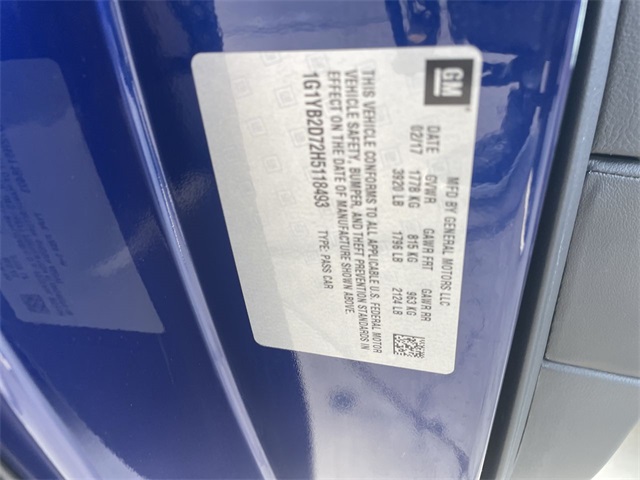 GM
MFD BY GENERAL MOTORS LLC
DATE GVWR GAWR FRT GAWR RR
02/17 1778 KG 815 KG 963 KG
3920 LB 1796 LB 2124 LB
THIS VEHICLE CONFORMS TO ALL APPLICABLE U.S. FEDERAL MOTOR
VEHICLE SAFETY, BUMPER, AND THEFT PREVENTION STANDARDS IN
EFFECT ON THE DATE OF MANUFACTURE SHOWN ABOVE.
1G1YB2D72H5118493 TYPE: PASS CAR